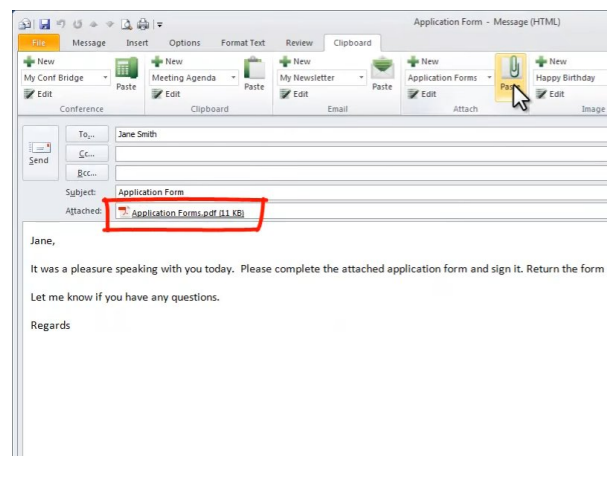 Application Form - Message (HTML)
File Message Insert Options Format Text Review Clipboard
New New New New New
My Conf Bridge Paste Meeting Agenda Paste My Newsletter Paste Application Forms Paste Happy Birthday
Edit Edit Edit Edit Edit
Conference Clipboard Email Attach Image
To... Jane Smith
Send Cc...
Bcc...
Subject: Application Form
Attached: Application Forms.pdf (11 KB)
Jane,
It was a pleasure speaking with you today. Please complete the attached application form and sign it. Return the form
Let me know if you have any questions.
Regards